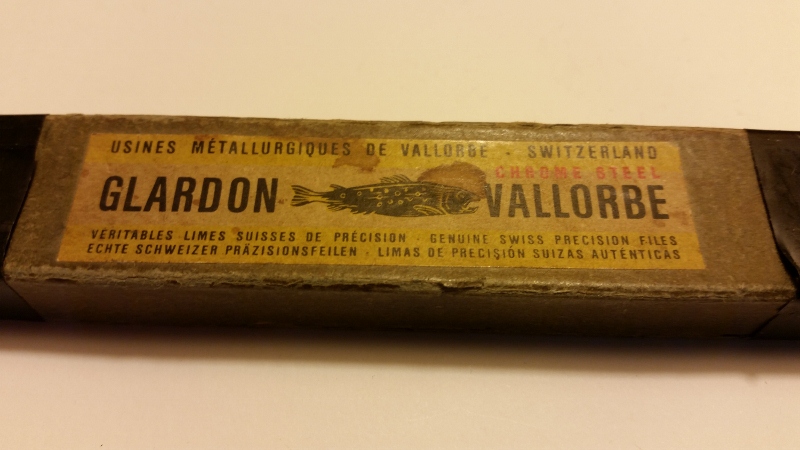 USINES MÉTALLURGIQUES DE VALLORBE - SWITZERLAND
CHROME STEEL
GLARDON VALLORBE
VÉRITABLES LIMES SUISSES DE PRÉCISION · GENUINE SWISS PRECISION FILES
ECHTE SCHWEIZER PRÄZISIONSFEILEN · LIMAS DE PRECISIÓN SUIZAS AUTÉNTICAS